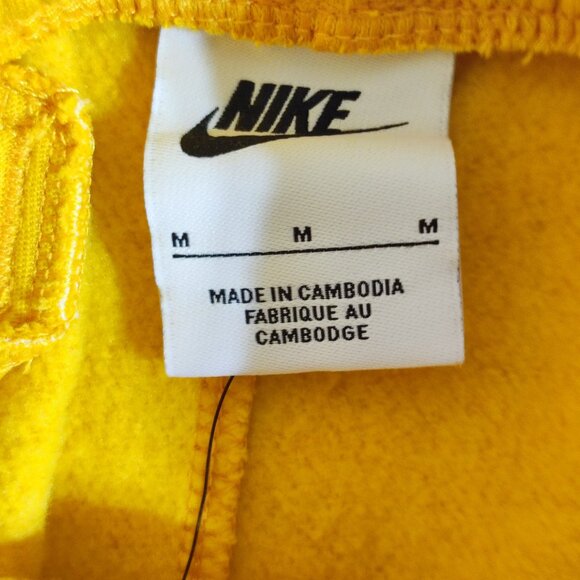 NIKE
M M M
MADE IN CAMBODIA
FABRIQUE AU
CAMBODGE